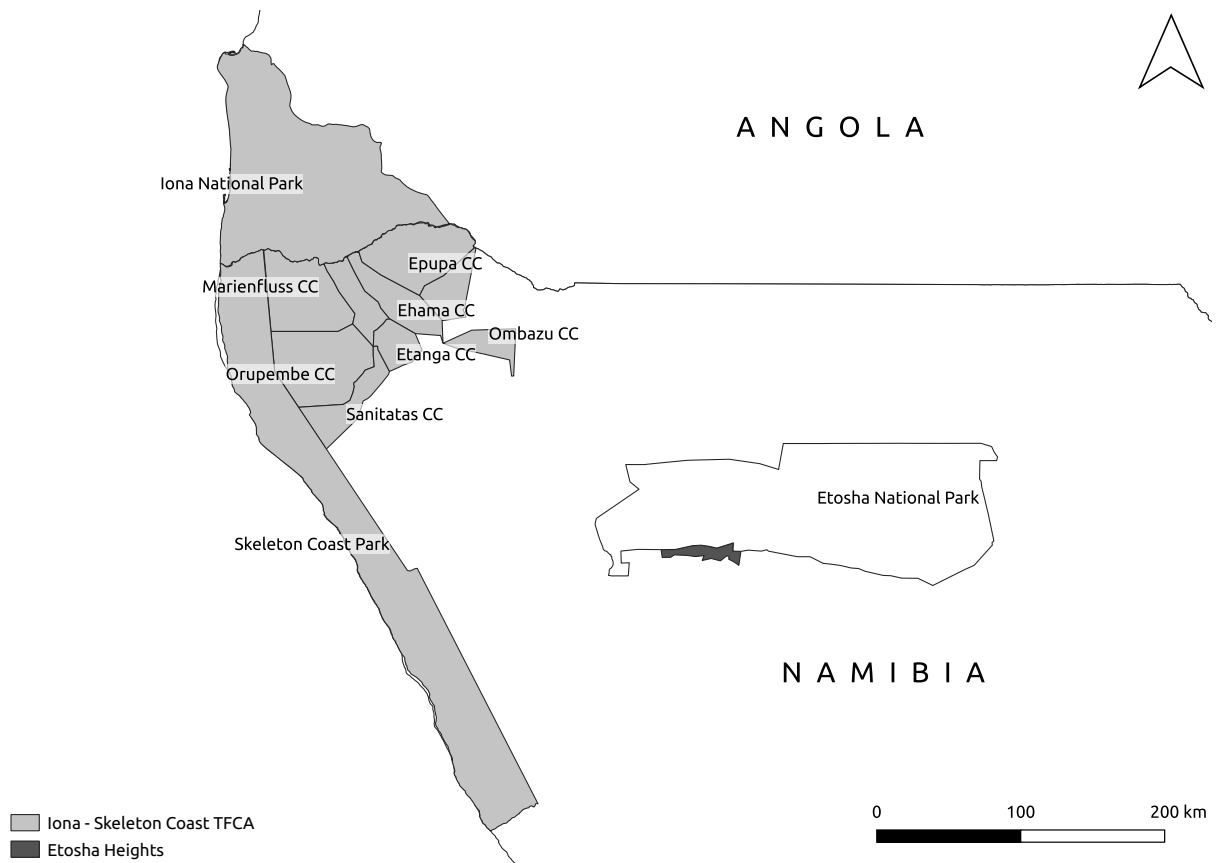 ANGOLA
Iona National Park
Epupa CC
Marienfluss CC
Ehama CC
Ombazu CC
Etanga CC
Orupembe CC
Sanitatas CC
Etosha National Park
Skeleton Coast Park
NAMIBIA
0 100 200 km
Iona - Skeleton Coast TFCA
Etosha Heights